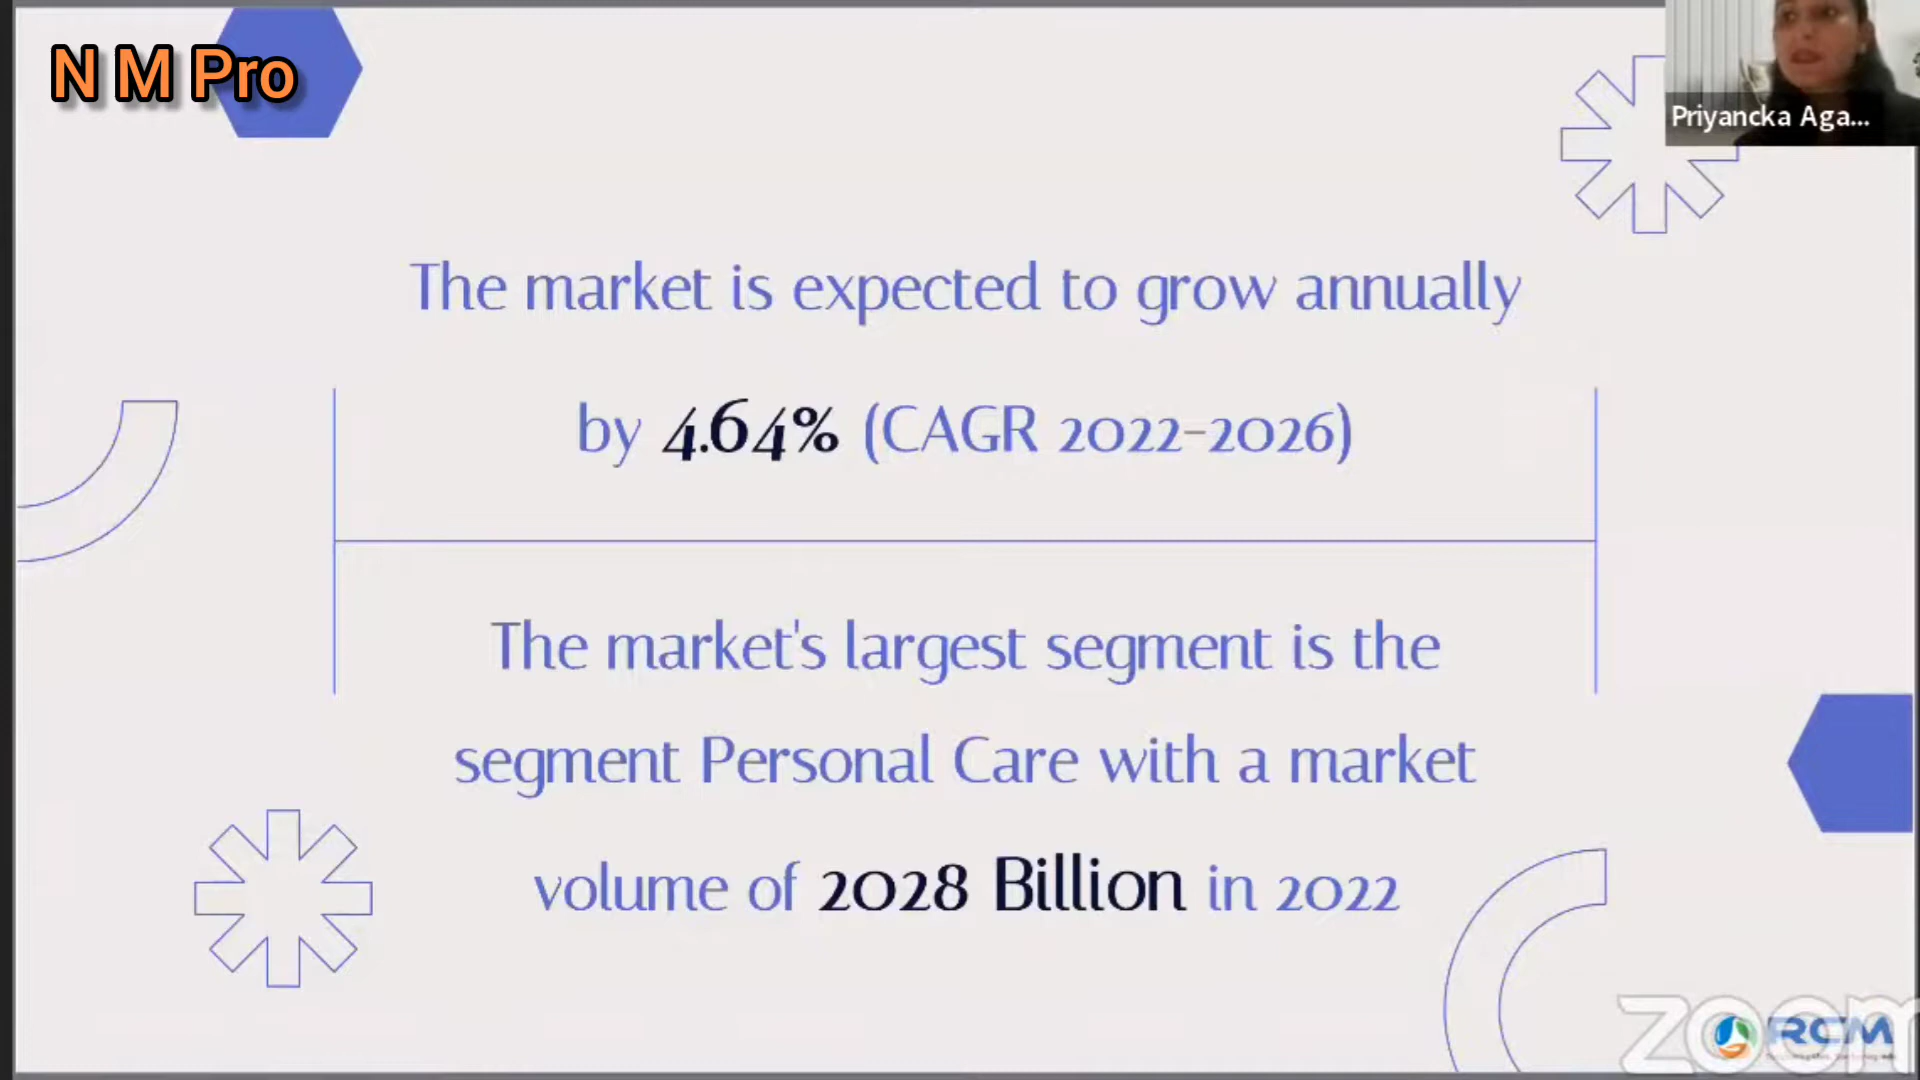 N M Pro
Priyancka Aga...
The market is expected to grow annually
by 4.64% (CAGR 2022-2026)
The market's largest segment is the
segment Personal Care with a market
volume of 2028 Billion in 2022
zoom
RCM